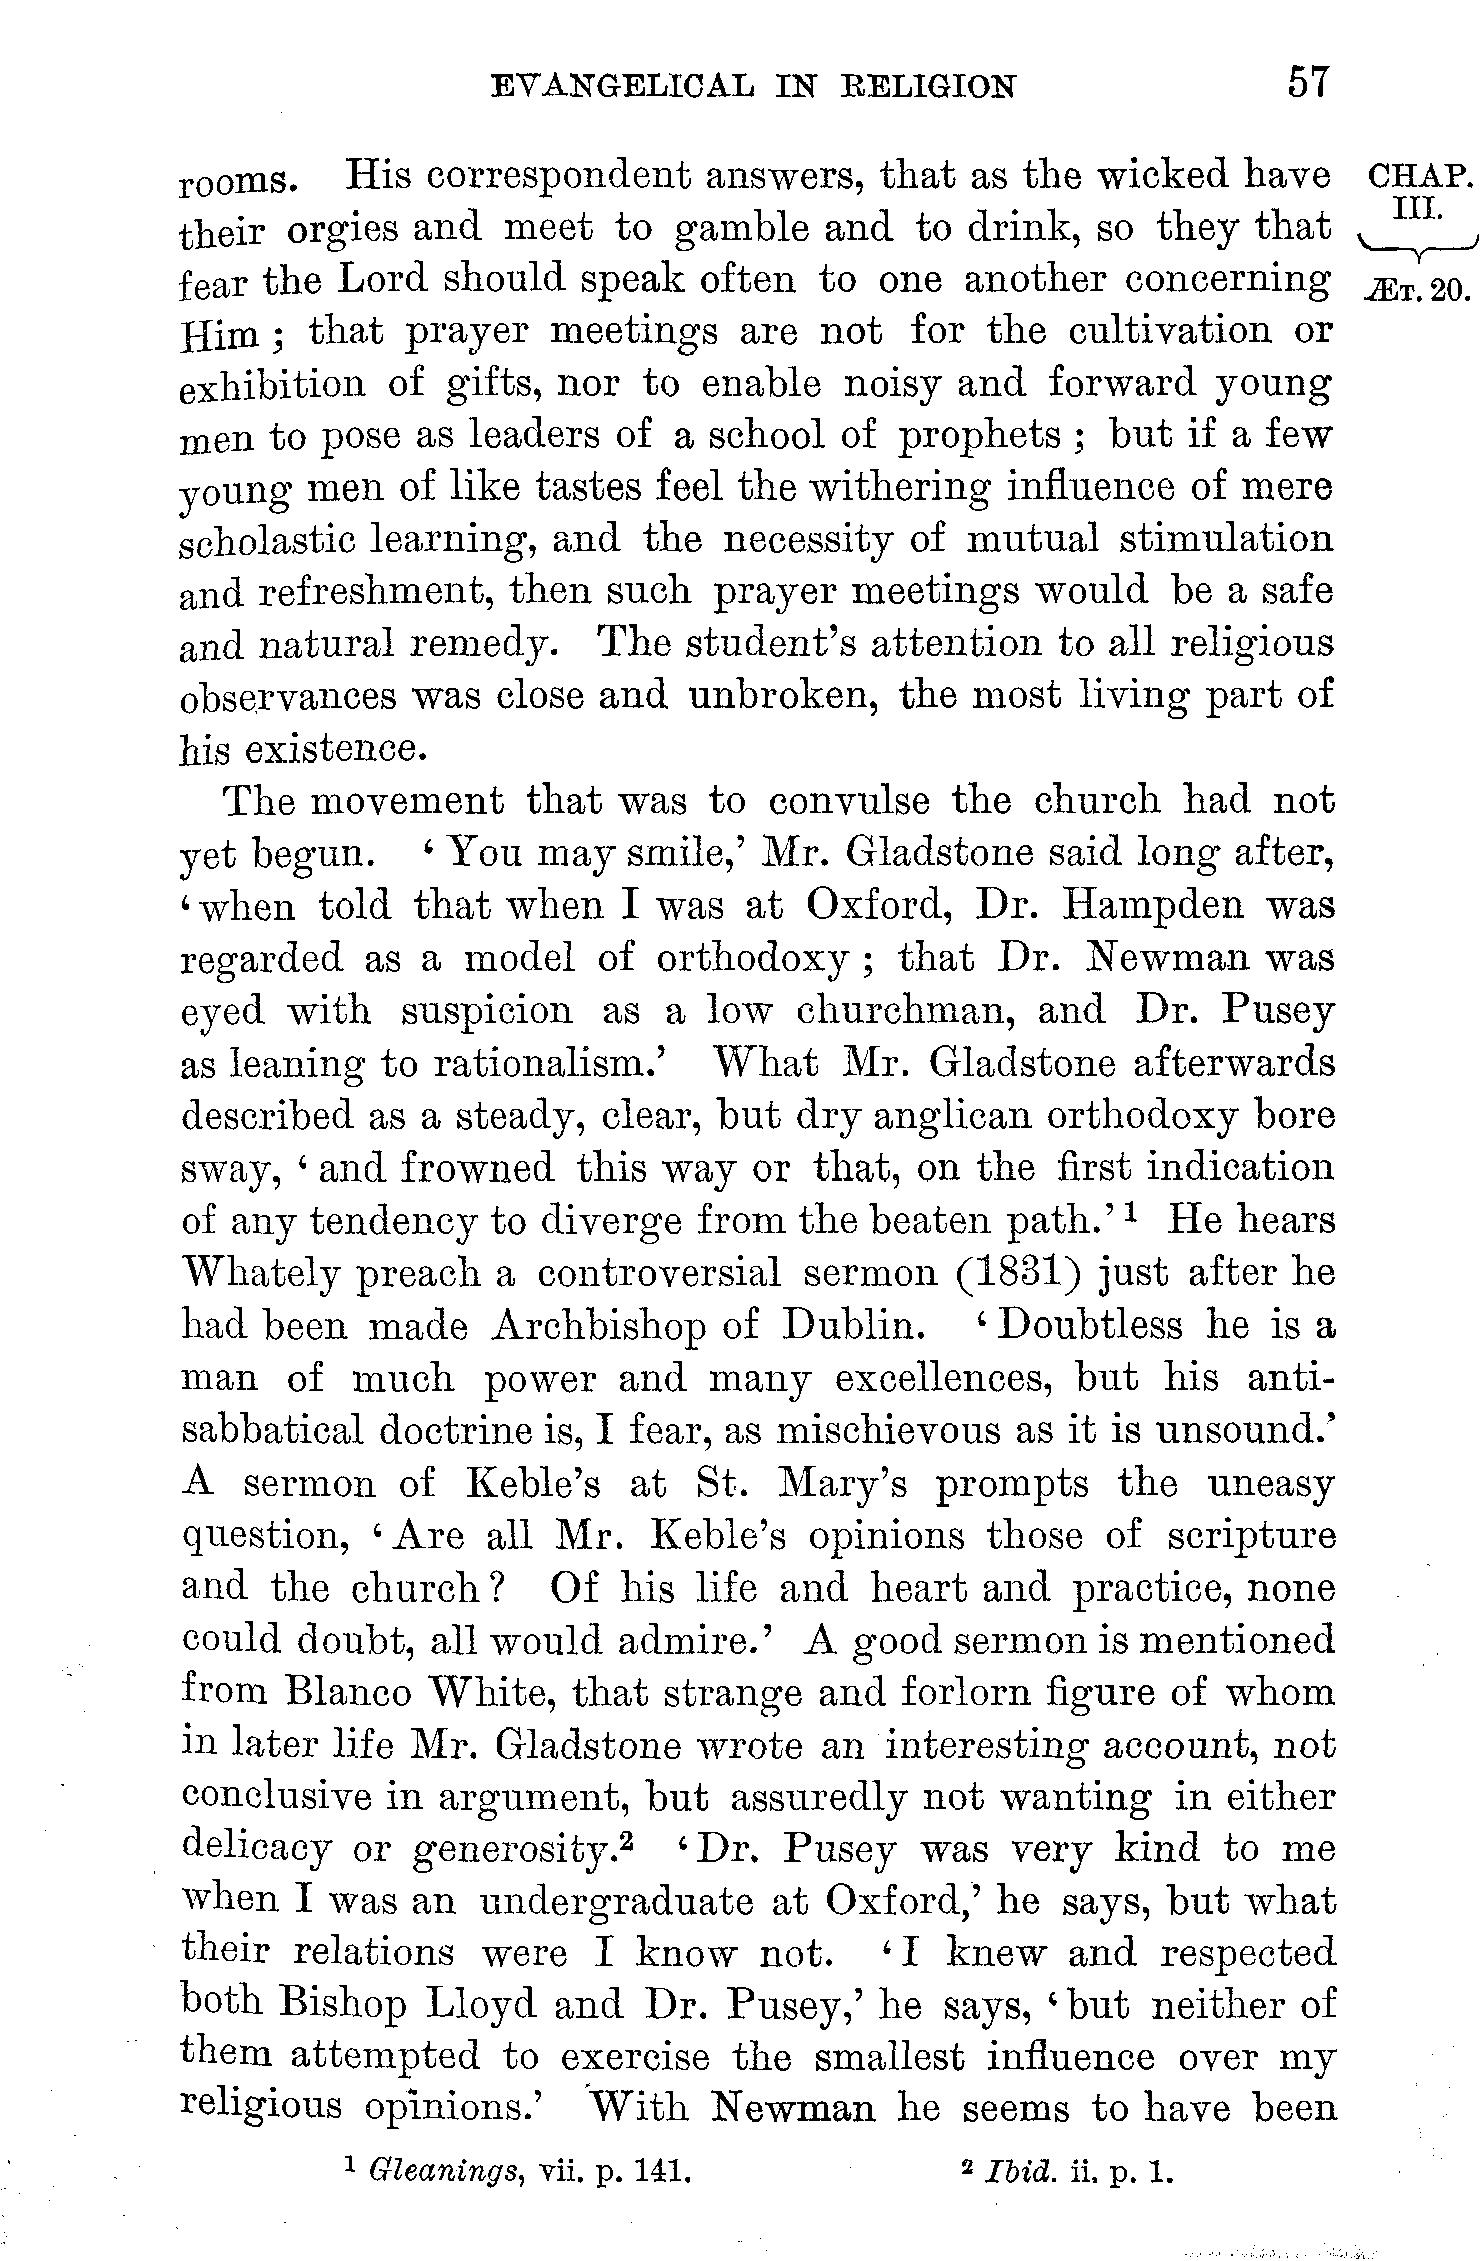 EVANGELICAL IN RELIGION 57
rooms. His correspondent answers, that as the wicked have
their orgies and meet to gamble and to drink, so they that
fear the Lord should speak often to one another concerning
Him ; that prayer meetings are not for the cultivation or
exhibition of gifts, nor to enable noisy and forward young
men to pose as leaders of a school of prophets ; but if a few
young men of like tastes feel the withering influence of mere
scholastic learning, and the necessity of mutual stimulation
and refreshment, then such prayer meetings would be a safe
and natural remedy. The student's attention to all religious
observances was close and unbroken, the most living part of
his existence.
CHAP.
III.
ÆT. 20.
The movement that was to convulse the church had not
yet begun. ‘ You may smile,’ Mr. Gladstone said long after,
‘ when told that when I was at Oxford, Dr. Hampden was
regarded as a model of orthodoxy ; that Dr. Newman was
eyed with suspicion as a low churchman, and Dr. Pusey
as leaning to rationalism.’ What Mr. Gladstone afterwards
described as a steady, clear, but dry anglican orthodoxy bore
sway, ‘ and frowned this way or that, on the first indication
of any tendency to diverge from the beaten path.’ ¹ He hears
Whately preach a controversial sermon (1831) just after he
had been made Archbishop of Dublin. ‘ Doubtless he is a
man of much power and many excellences, but his anti-
sabbatical doctrine is, I fear, as mischievous as it is unsound.’
A sermon of Keble's at St. Mary's prompts the uneasy
question, ‘ Are all Mr. Keble's opinions those of scripture
and the church ? Of his life and heart and practice, none
could doubt, all would admire.’ A good sermon is mentioned
from Blanco White, that strange and forlorn figure of whom
in later life Mr. Gladstone wrote an interesting account, not
conclusive in argument, but assuredly not wanting in either
delicacy or generosity.² ‘ Dr. Pusey was very kind to me
when I was an undergraduate at Oxford,’ he says, but what
their relations were I know not. ‘ I knew and respected
both Bishop Lloyd and Dr. Pusey,’ he says, ‘ but neither of
them attempted to exercise the smallest influence over my
religious opinions.’ With Newman he seems to have been
¹ Gleanings, vii. p. 141. ² Ibid. ii. p. 1.